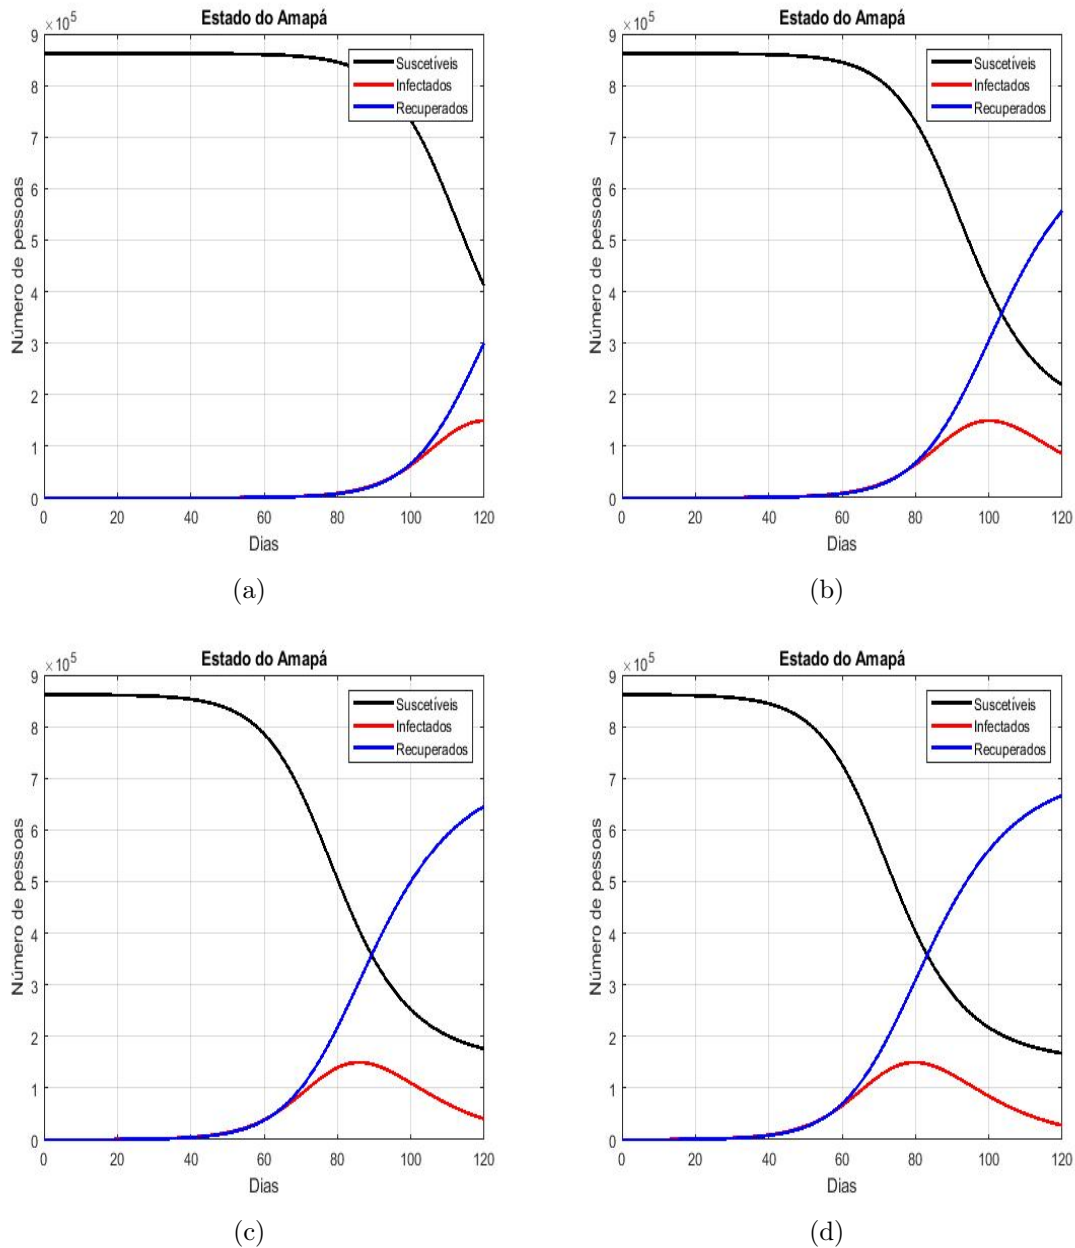 Estado do Amapá
×10^5
9
8
7
6
5
4
3
2
1
0
Número de pessoas
Suscetíveis
Infectados
Recuperados
0 20 40 60 80 100 120
Dias
(a)
Estado do Amapá
×10^5
9
8
7
6
5
4
3
2
1
0
Número de pessoas
Suscetíveis
Infectados
Recuperados
0 20 40 60 80 100 120
Dias
(b)
Estado do Amapá
×10^5
9
8
7
6
5
4
3
2
1
0
Número de pessoas
Suscetíveis
Infectados
Recuperados
0 20 40 60 80 100 120
Dias
(c)
Estado do Amapá
×10^5
9
8
7
6
5
4
3
2
1
0
Número de pessoas
Suscetíveis
Infectados
Recuperados
0 20 40 60 80 100 120
Dias
(d)